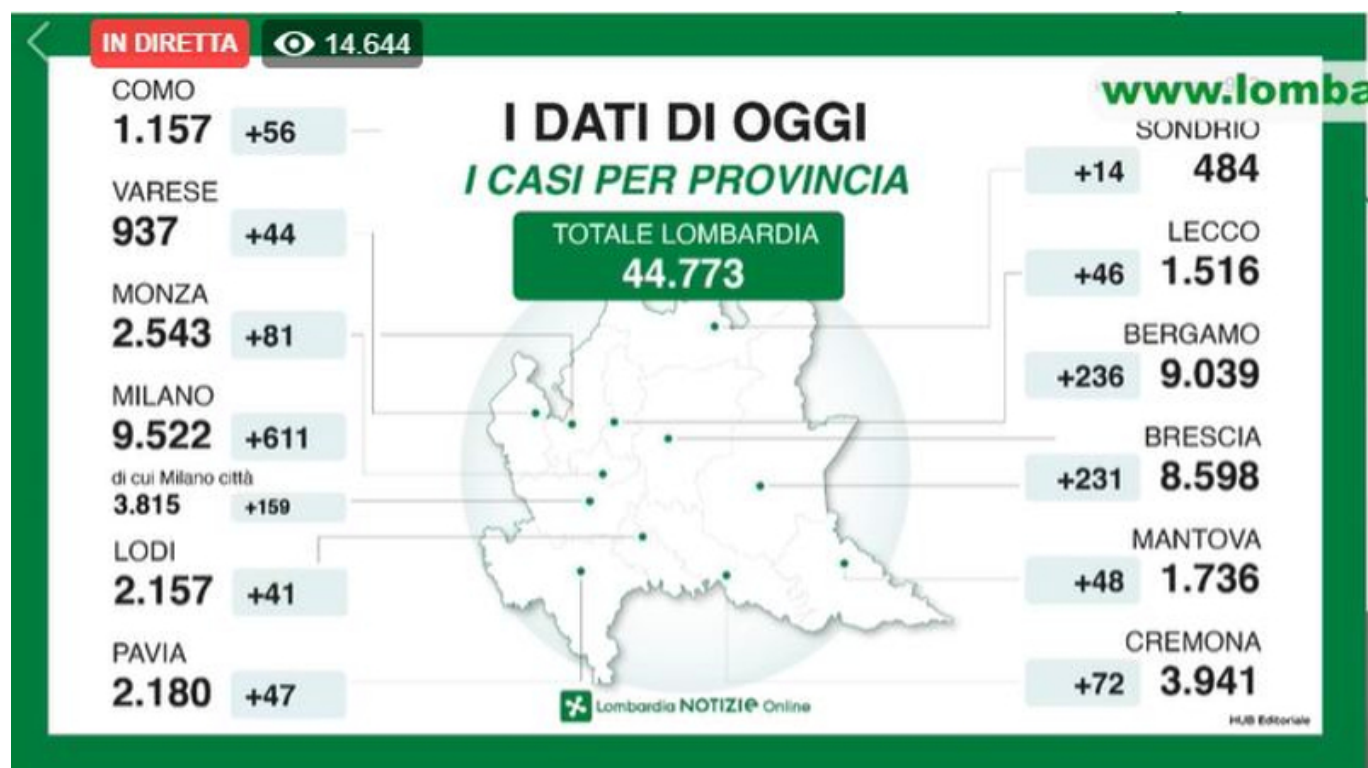 IN DIRETTA 14.644
www.lomba
I DATI DI OGGI
I CASI PER PROVINCIA
TOTALE LOMBARDIA
44.773
COMO
1.157 +56
VARESE
937 +44
MONZA
2.543 +81
MILANO
9.522 +611
di cui Milano città
3.815 +159
LODI
2.157 +41
PAVIA
2.180 +47
SONDRIO
+14 484
LECCO
+46 1.516
BERGAMO
+236 9.039
BRESCIA
+231 8.598
MANTOVA
+48 1.736
CREMONA
+72 3.941
Lombardia NOTIZIE Online
HUB Editoriale